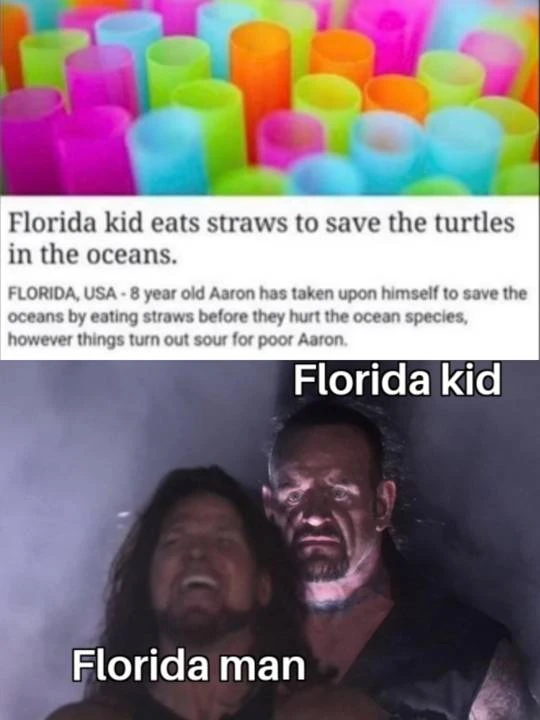 Florida kid eats straws to save the turtles
in the oceans.
FLORIDA, USA - 8 year old Aaron has taken upon himself to save the
oceans by eating straws before they hurt the ocean species,
however things turn out sour for poor Aaron.
Florida kid
Florida man